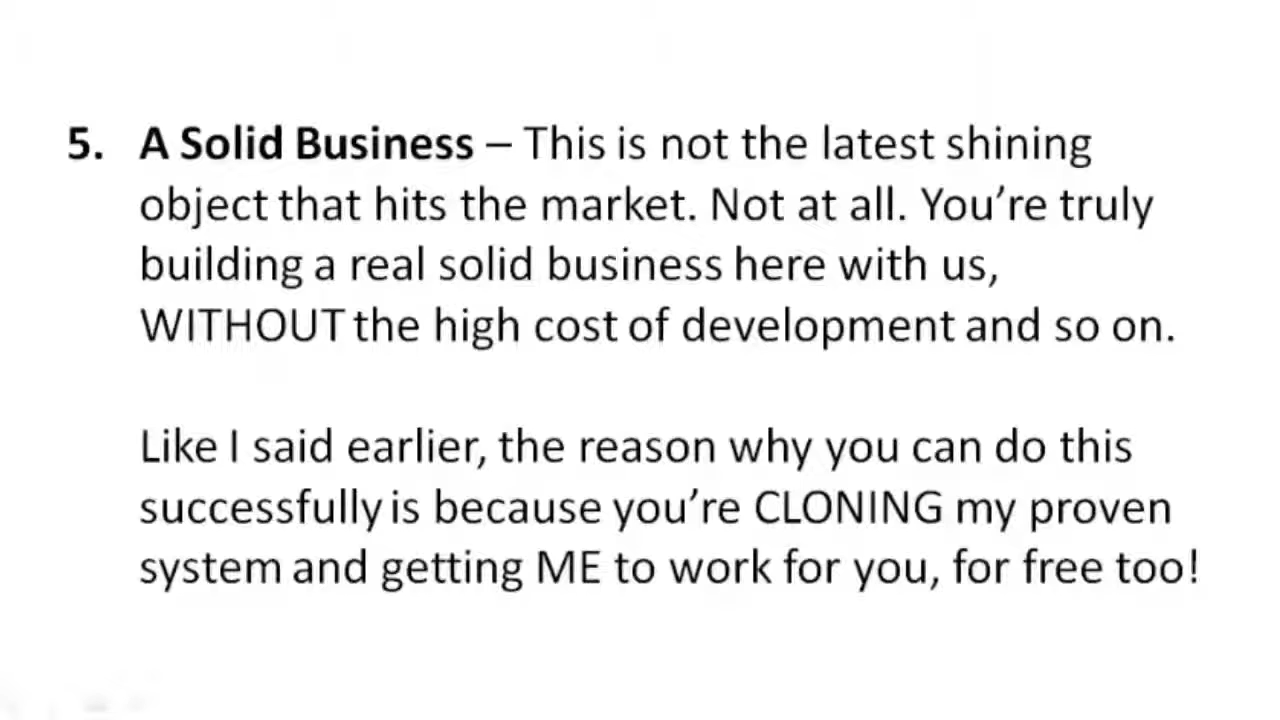 5. A Solid Business – This is not the latest shining
object that hits the market. Not at all. You’re truly
building a real solid business here with us,
WITHOUT the high cost of development and so on.
Like I said earlier, the reason why you can do this
successfully is because you’re CLONING my proven
system and getting ME to work for you, for free too!